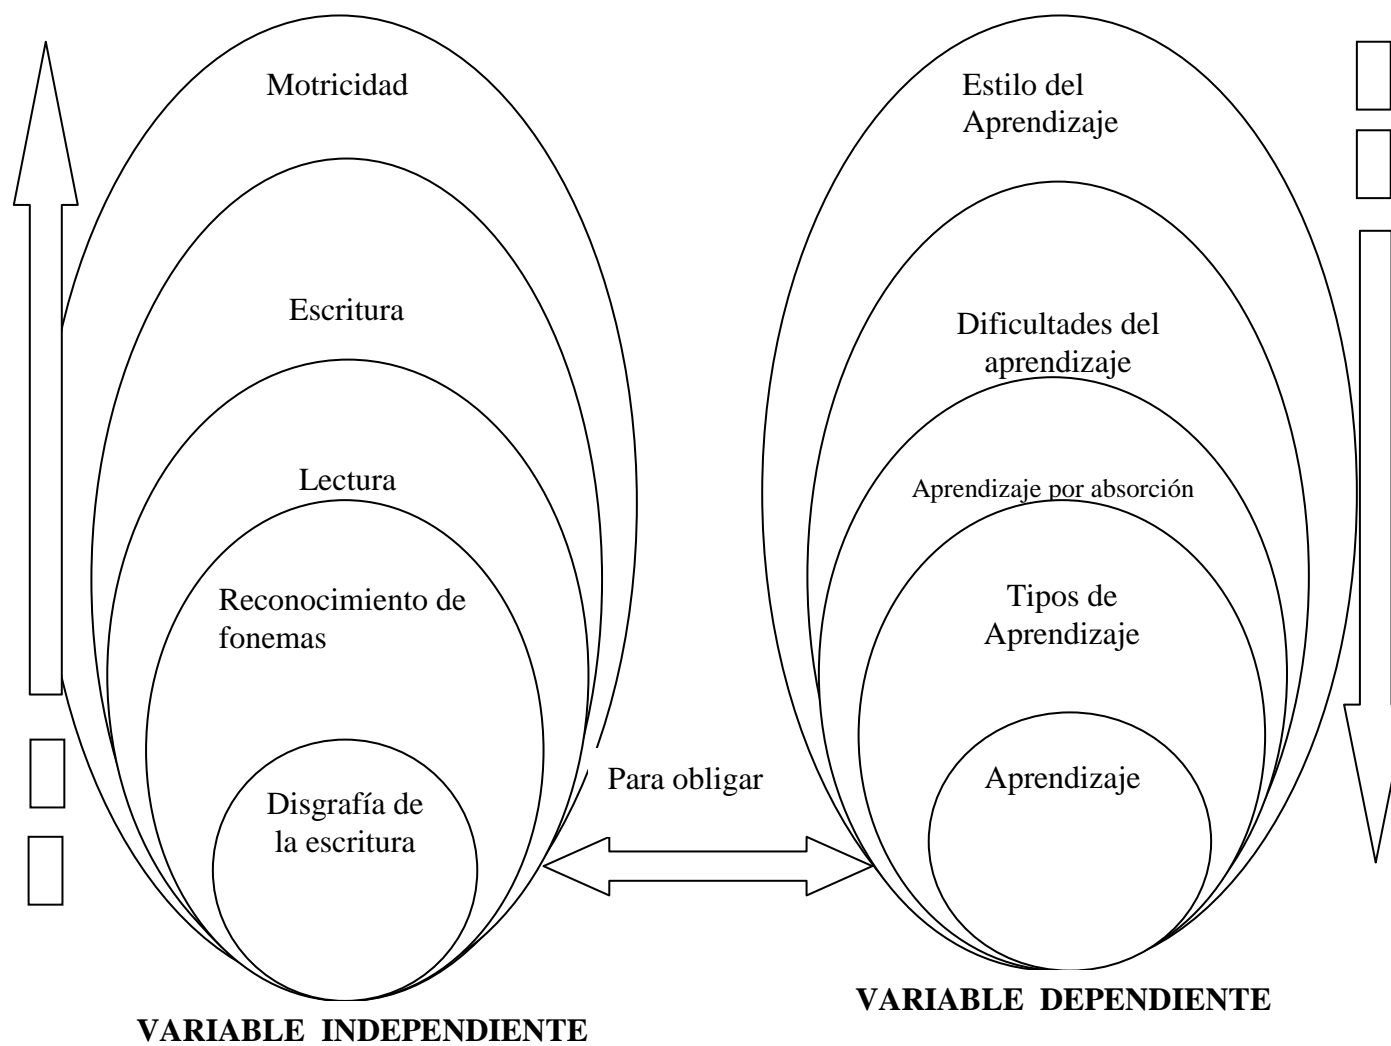 Motricidad
Escritura
Lectura
Reconocimiento de
fonemas
Disgrafía de
la escritura
VARIABLE INDEPENDIENTE
Para obligar
Estilo del
Aprendizaje
Dificultades del
aprendizaje
Aprendizaje por absorción
Tipos de
Aprendizaje
Aprendizaje
VARIABLE DEPENDIENTE